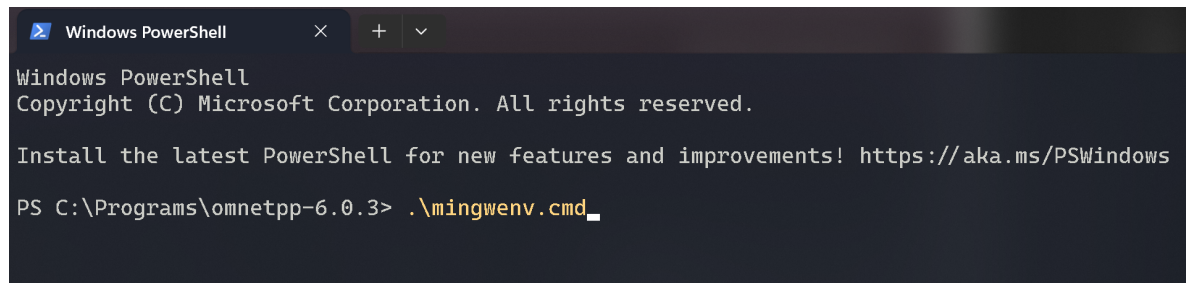 Windows PowerShell
Windows PowerShell
Copyright (C) Microsoft Corporation. All rights reserved.
Install the latest PowerShell for new features and improvements! https://aka.ms/PSWindows
PS C:\Programs\omnetpp-6.0.3> .\mingwenv.cmd